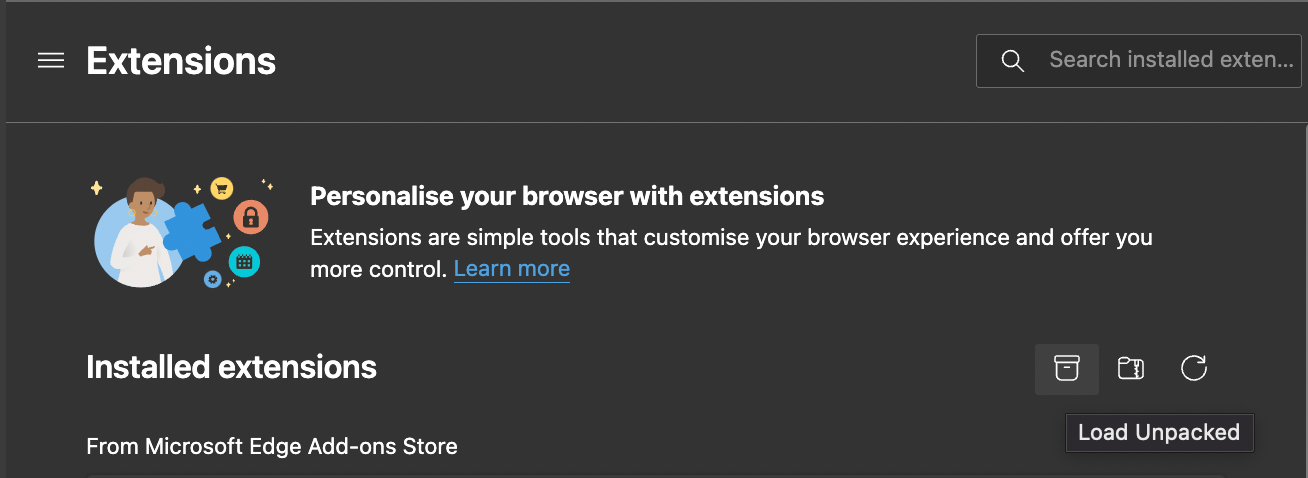 Extensions
Search installed exten...
Personalise your browser with extensions
Extensions are simple tools that customise your browser experience and offer you
more control. Learn more
Installed extensions
Load Unpacked
From Microsoft Edge Add-ons Store